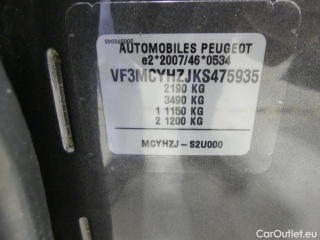 AUTOMOBILES PEUGEOT
e2*2007/46*0534
VF3MCYHZJKS475935
2190 KG
3490 KG
1 1150 KG
2 1200 KG
MCYHZJ-S2U000
© CarOutlet.eu